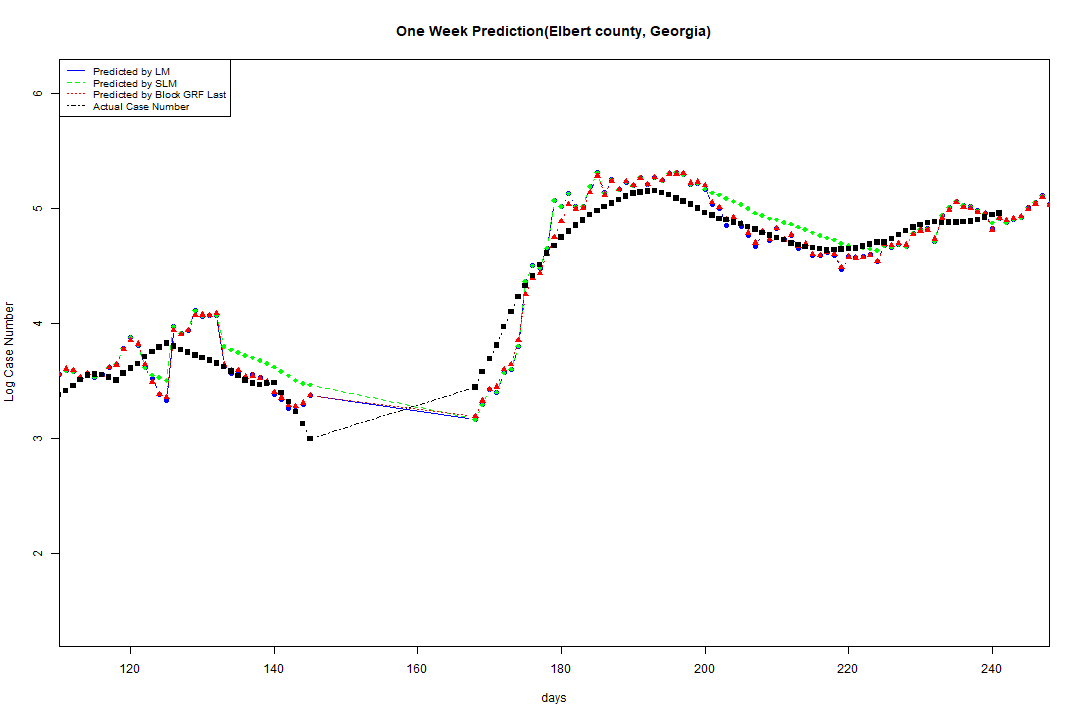 One Week Prediction(Elbert county, Georgia)
Predicted by LM
Predicted by SLM
Predicted by Block GRF Last
Actual Case Number
6
5
4
3
2
Log Case Number
120 140 160 180 200 220 240
days